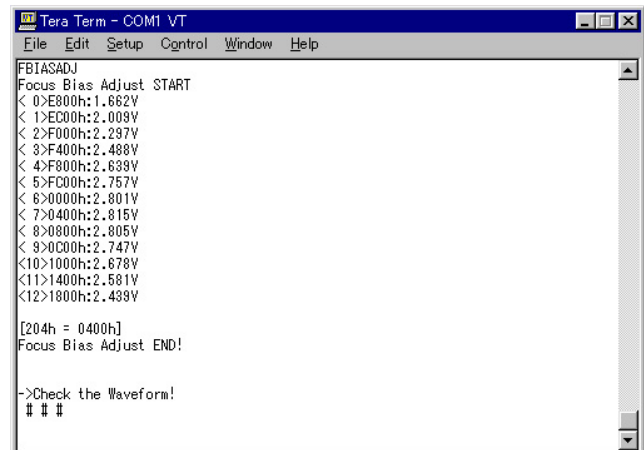 Tera Term - COM1 VT
File Edit Setup Control Window Help
FBIASADJ
Focus Bias Adjust START
< 0>E800h:1.662V
< 1>EC00h:2.009V
< 2>F000h:2.297V
< 3>F400h:2.488V
< 4>F800h:2.639V
< 5>FC00h:2.757V
< 6>0000h:2.801V
< 7>0400h:2.815V
< 8>0800h:2.805V
< 9>0C00h:2.747V
<10>1000h:2.678V
<11>1400h:2.581V
<12>1800h:2.439V
[204h = 0400h]
Focus Bias Adjust END!
->Check the Waveform!
# # #